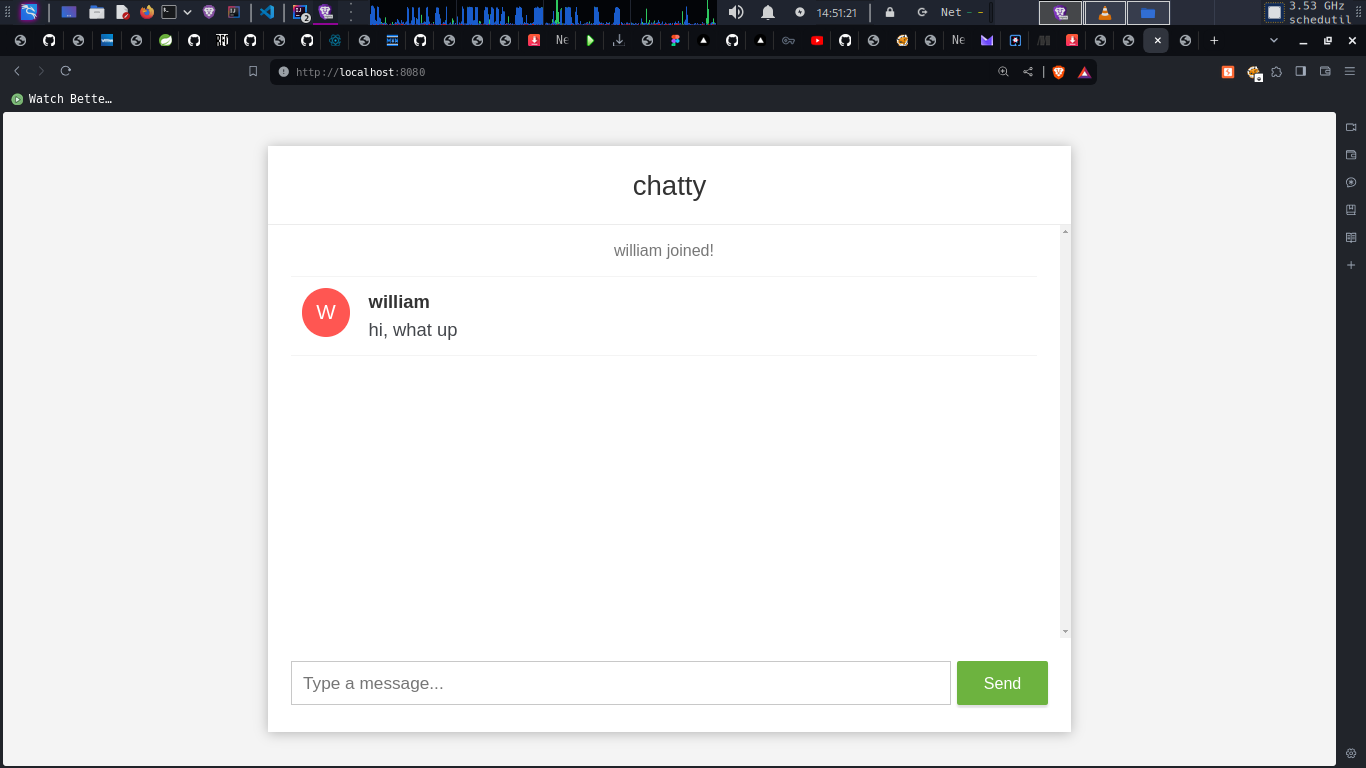 14:51:21
Net
3.53 GHz
schedutil
2
Ne
Ne
http://localhost:8080
Watch Bette…
chatty
william joined!
W
william
hi, what up
Type a message...
Send